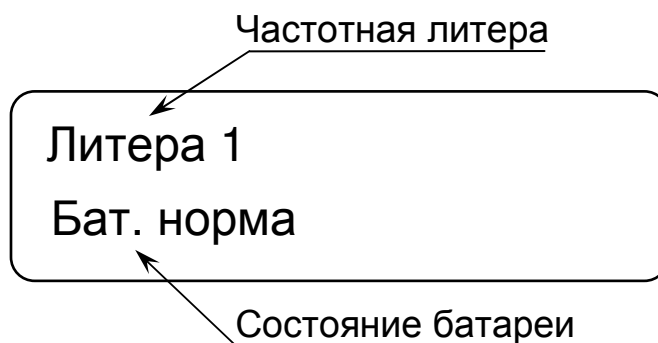 Частотная литера
Литера 1
Бат. норма
Состояние батареи